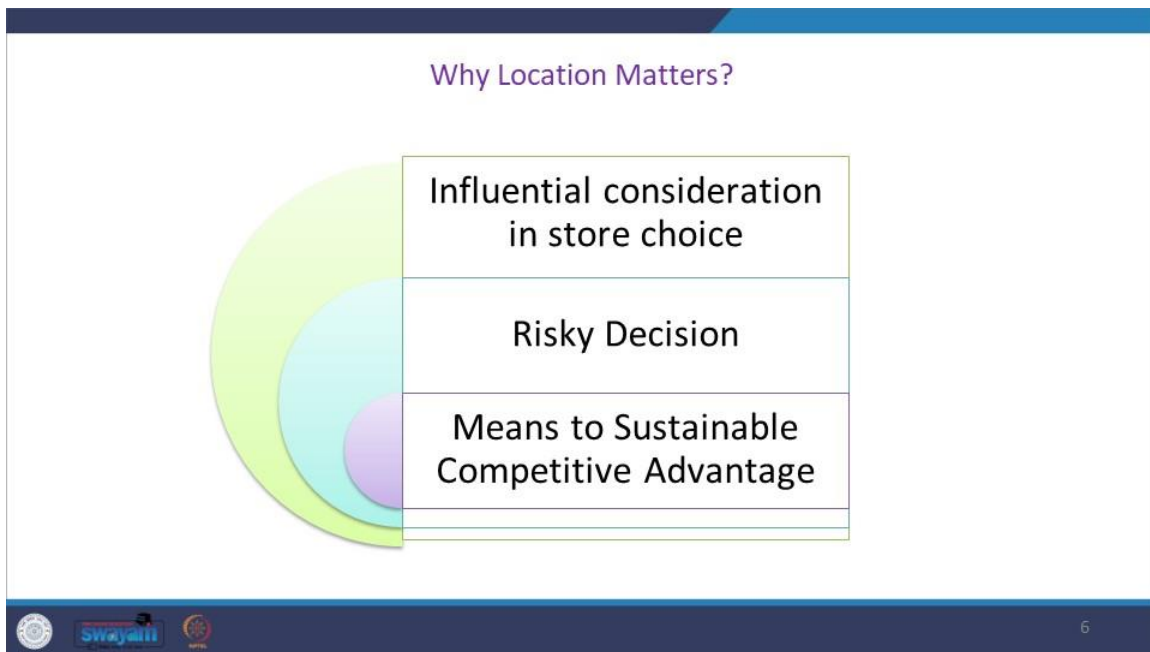 Why Location Matters?
Influential consideration
in store choice
Risky Decision
Means to Sustainable
Competitive Advantage
swayam
6